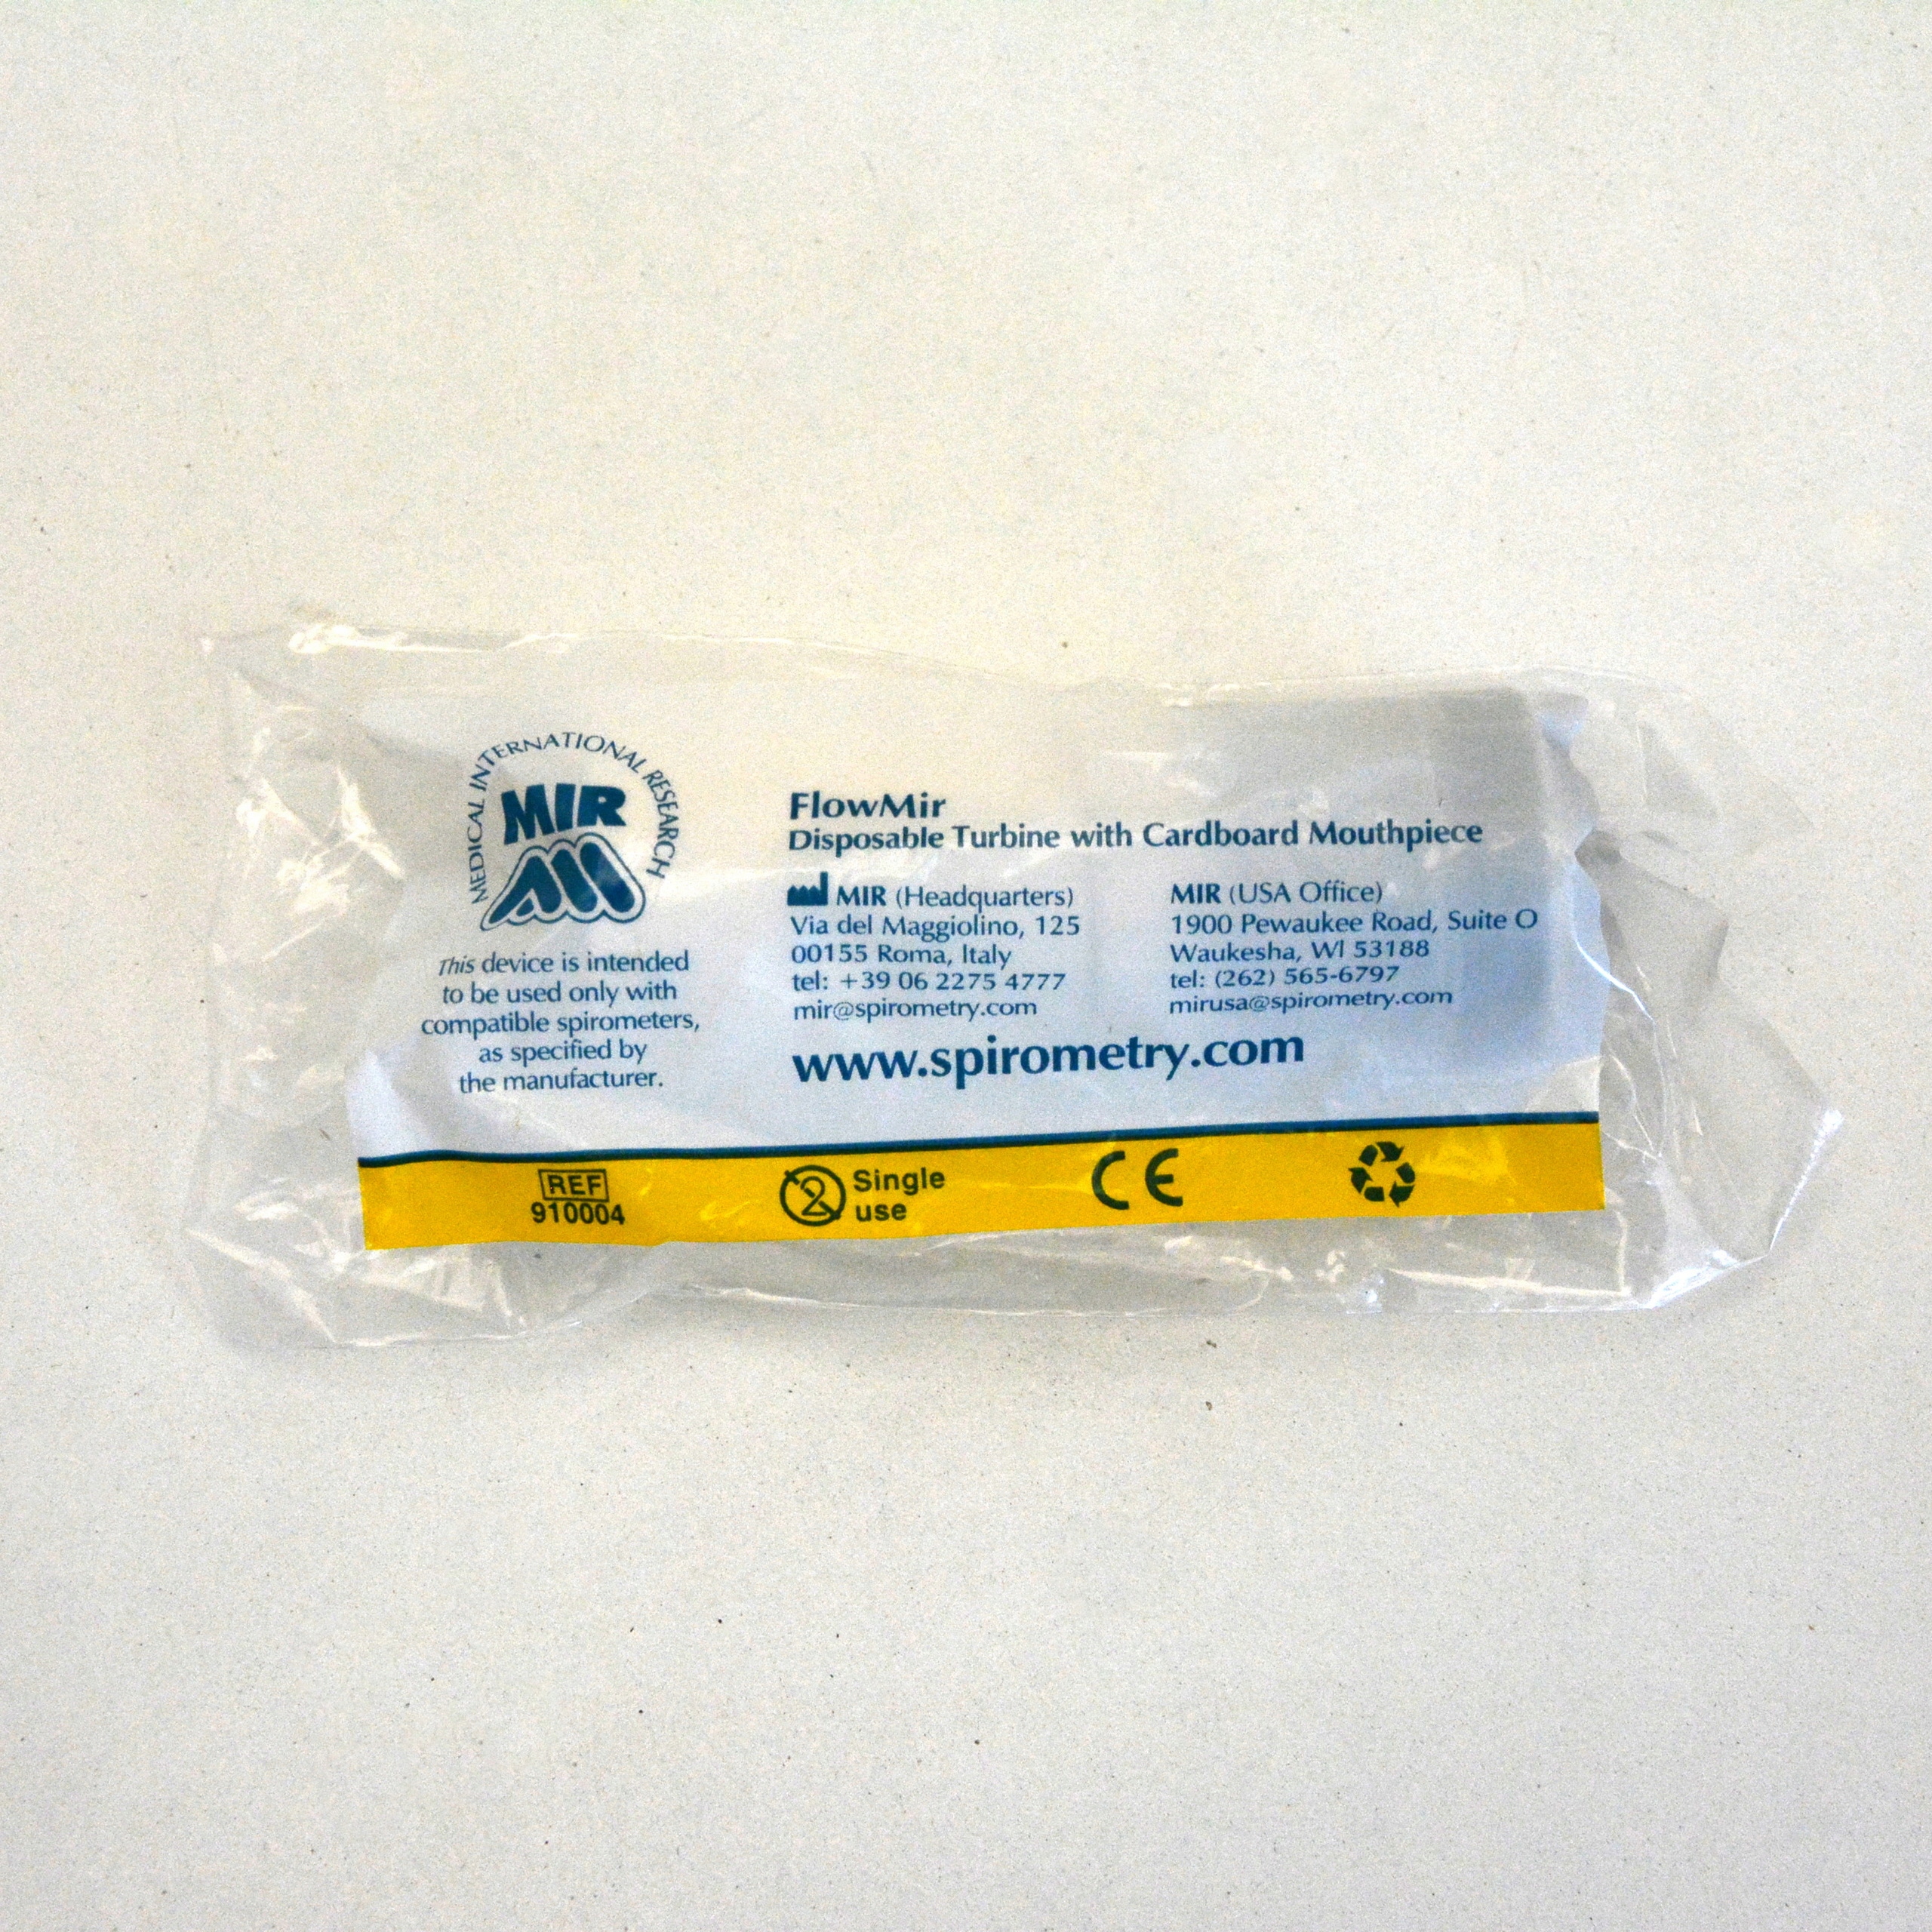 MEDICAL INTERNATIONAL RESEARCH
MIR
This device is intended
to be used only with
compatible spirometers,
as specified by
the manufacturer.
FlowMir
Disposable Turbine with Cardboard Mouthpiece
MIR (Headquarters)
Via del Maggiolino, 125
00155 Roma, Italy
tel: +39 06 2275 4777
mir@spirometry.com
MIR (USA Office)
1900 Pewaukee Road, Suite O
Waukesha, WI 53188
tel: (262) 565-6797
mirusa@spirometry.com
www.spirometry.com
REF
910004
2
Single
use
CE